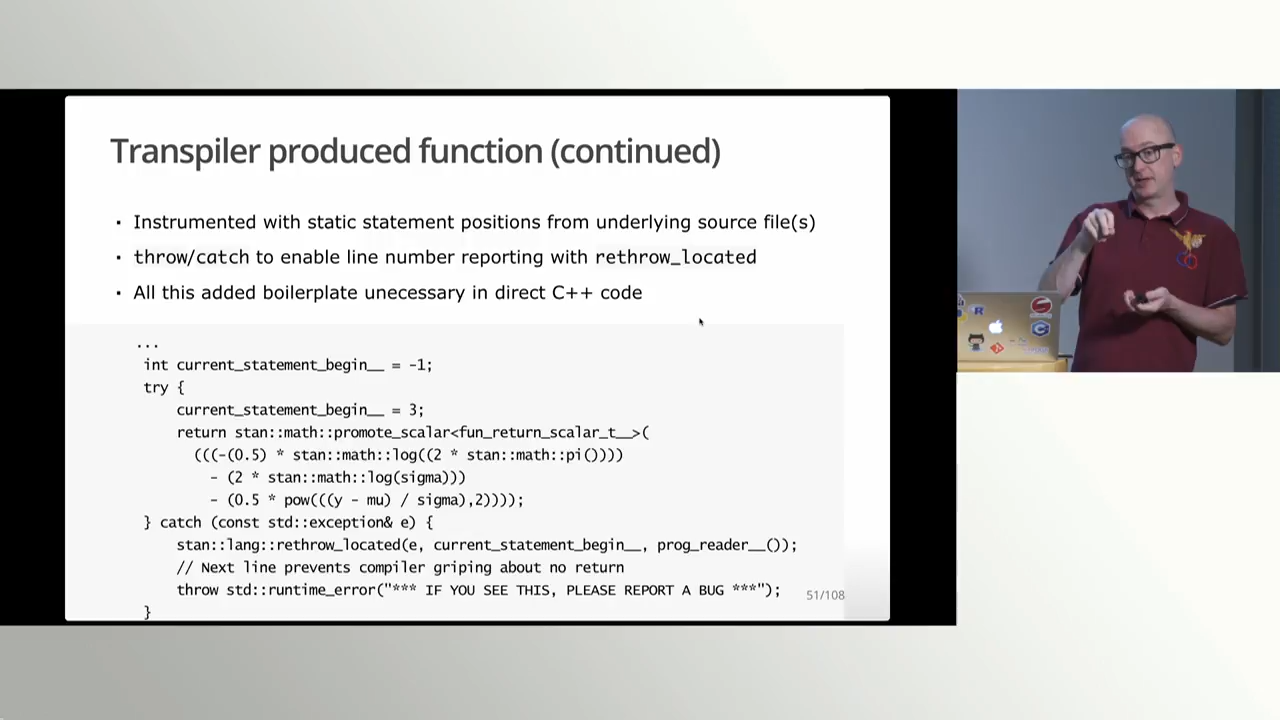 Transpiler produced function (continued)
· Instrumented with static statement positions from underlying source file(s)
· throw/catch to enable line number reporting with rethrow_located
· All this added boilerplate unecessary in direct C++ code
...
int current_statement_begin__ = -1;
try {
current_statement_begin__ = 3;
return stan::math::promote_scalar<fun_return_scalar_t__>(
(((-(0.5) * stan::math::log((2 * stan::math::pi())))
- (2 * stan::math::log(sigma)))
- (0.5 * pow(((y - mu) / sigma),2))));
} catch (const std::exception& e) {
stan::lang::rethrow_located(e, current_statement_begin__, prog_reader__());
// Next line prevents compiler griping about no return
throw std::runtime_error("*** IF YOU SEE THIS, PLEASE REPORT A BUG ***");
}
51/108
R
C
git